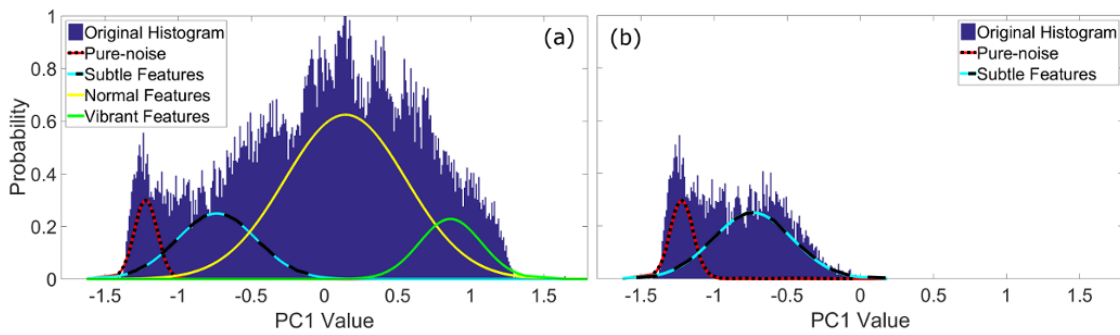 (a)
Original Histogram
Pure-noise
Subtle Features
Normal Features
Vibrant Features
Probability
1
0.8
0.6
0.4
0.2
0
-1.5 -1 -0.5 0 0.5 1 1.5
PC1 Value
(b)
Original Histogram
Pure-noise
Subtle Features
-1.5 -1 -0.5 0 0.5 1 1.5
PC1 Value